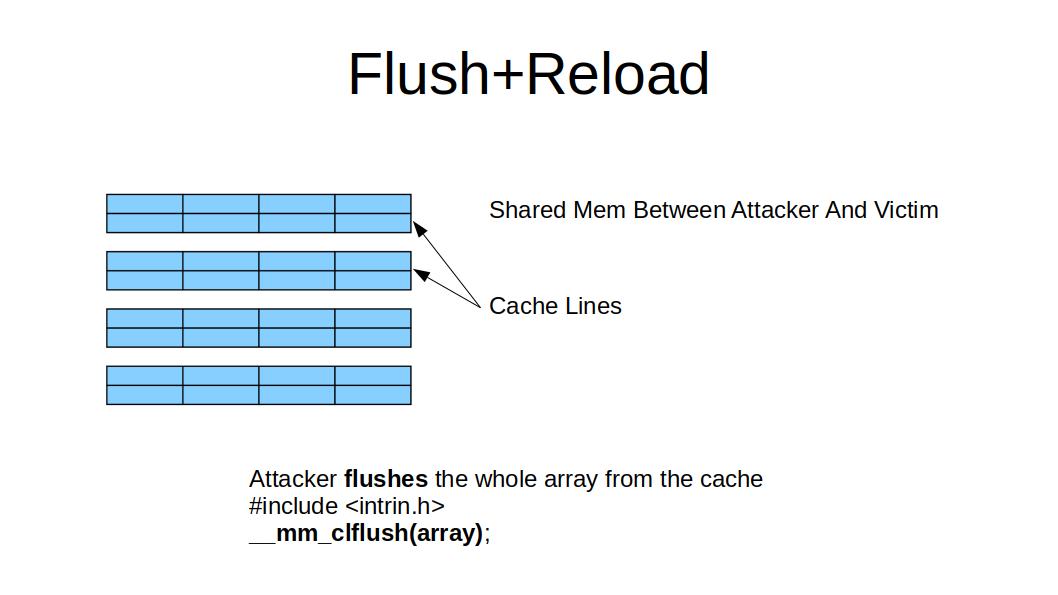 Flush+Reload
Shared Mem Between Attacker And Victim
Cache Lines
Attacker flushes the whole array from the cache
#include <intrin.h>
__mm_clflush(array);